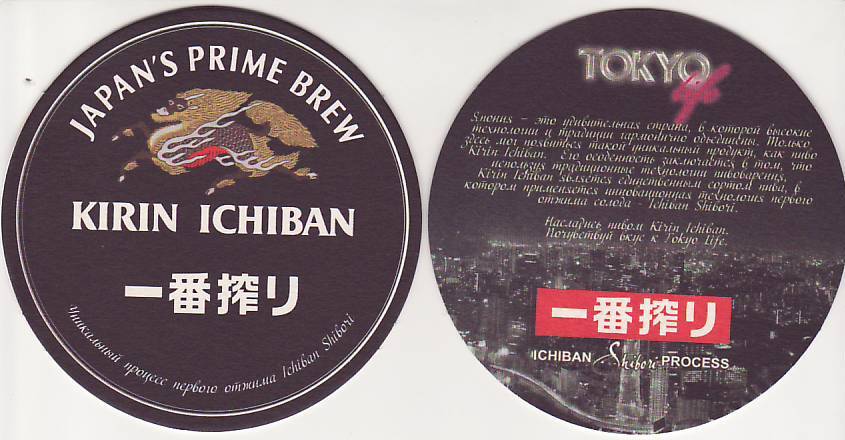 JAPAN'S PRIME BREW
KIRIN ICHIBAN
一番搾り
Уникальный процесс первого отжима Ichiban Shibori
TOKYO
life
Япония - это удивительная страна, в которой высокие
технологии и традиции гармонично объединены. Только
здесь мог появиться такой уникальный продукт, как пиво
Kirin Ichiban. Его особенность заключается в том, что
используя традиционные технологии пивоварения,
Kirin Ichiban является единственным сортом пива, в
котором применяется инновационная технология первого
отжима солода - Ichiban Shibori.
Насладись пивом Kirin Ichiban.
Почувствуй вкус к Tokyo Life.
一番搾り
ICHIBAN Shibori PROCESS